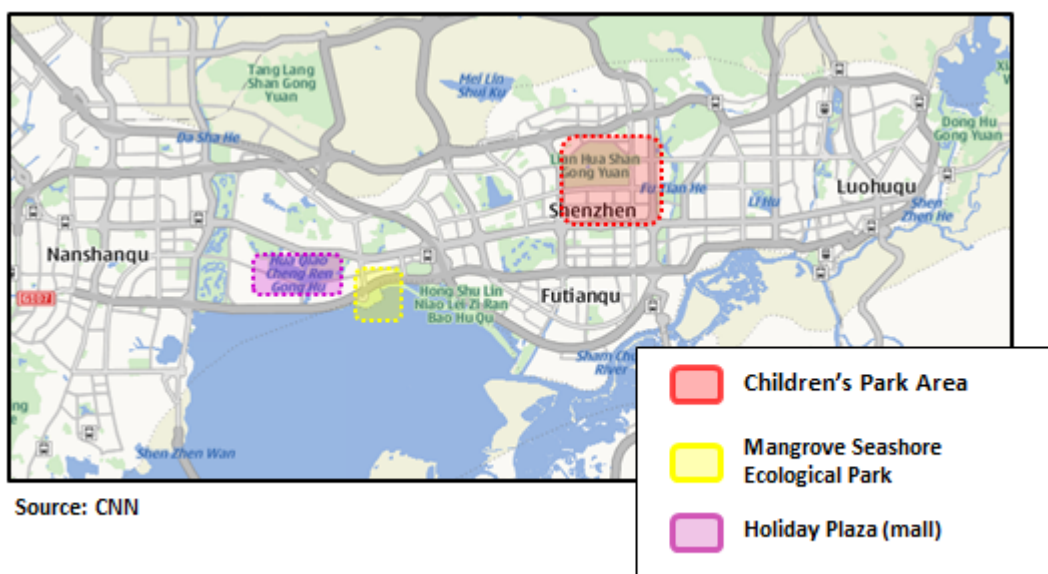 Tang Lang
Shan Gong
Yuan
Mei Lin
Shui Ku
Da Sha He
Dong Hu
Gong Yuan
Lian Hua Shan
Gong Yuan
Fu Tian He
Luohuqu
Li Hu
Shen
Zhen He
Shenzhen
Nanshanqu
Hua Qiao
Cheng Ren
Gong Hu
Hong Shu Lin
Niao Lei Zi Ran
Bao Hu Qu
Futianqu
River
Shen Zhen Wan
Children's Park Area
Mangrove Seashore
Ecological Park
Holiday Plaza (mall)
Source: CNN